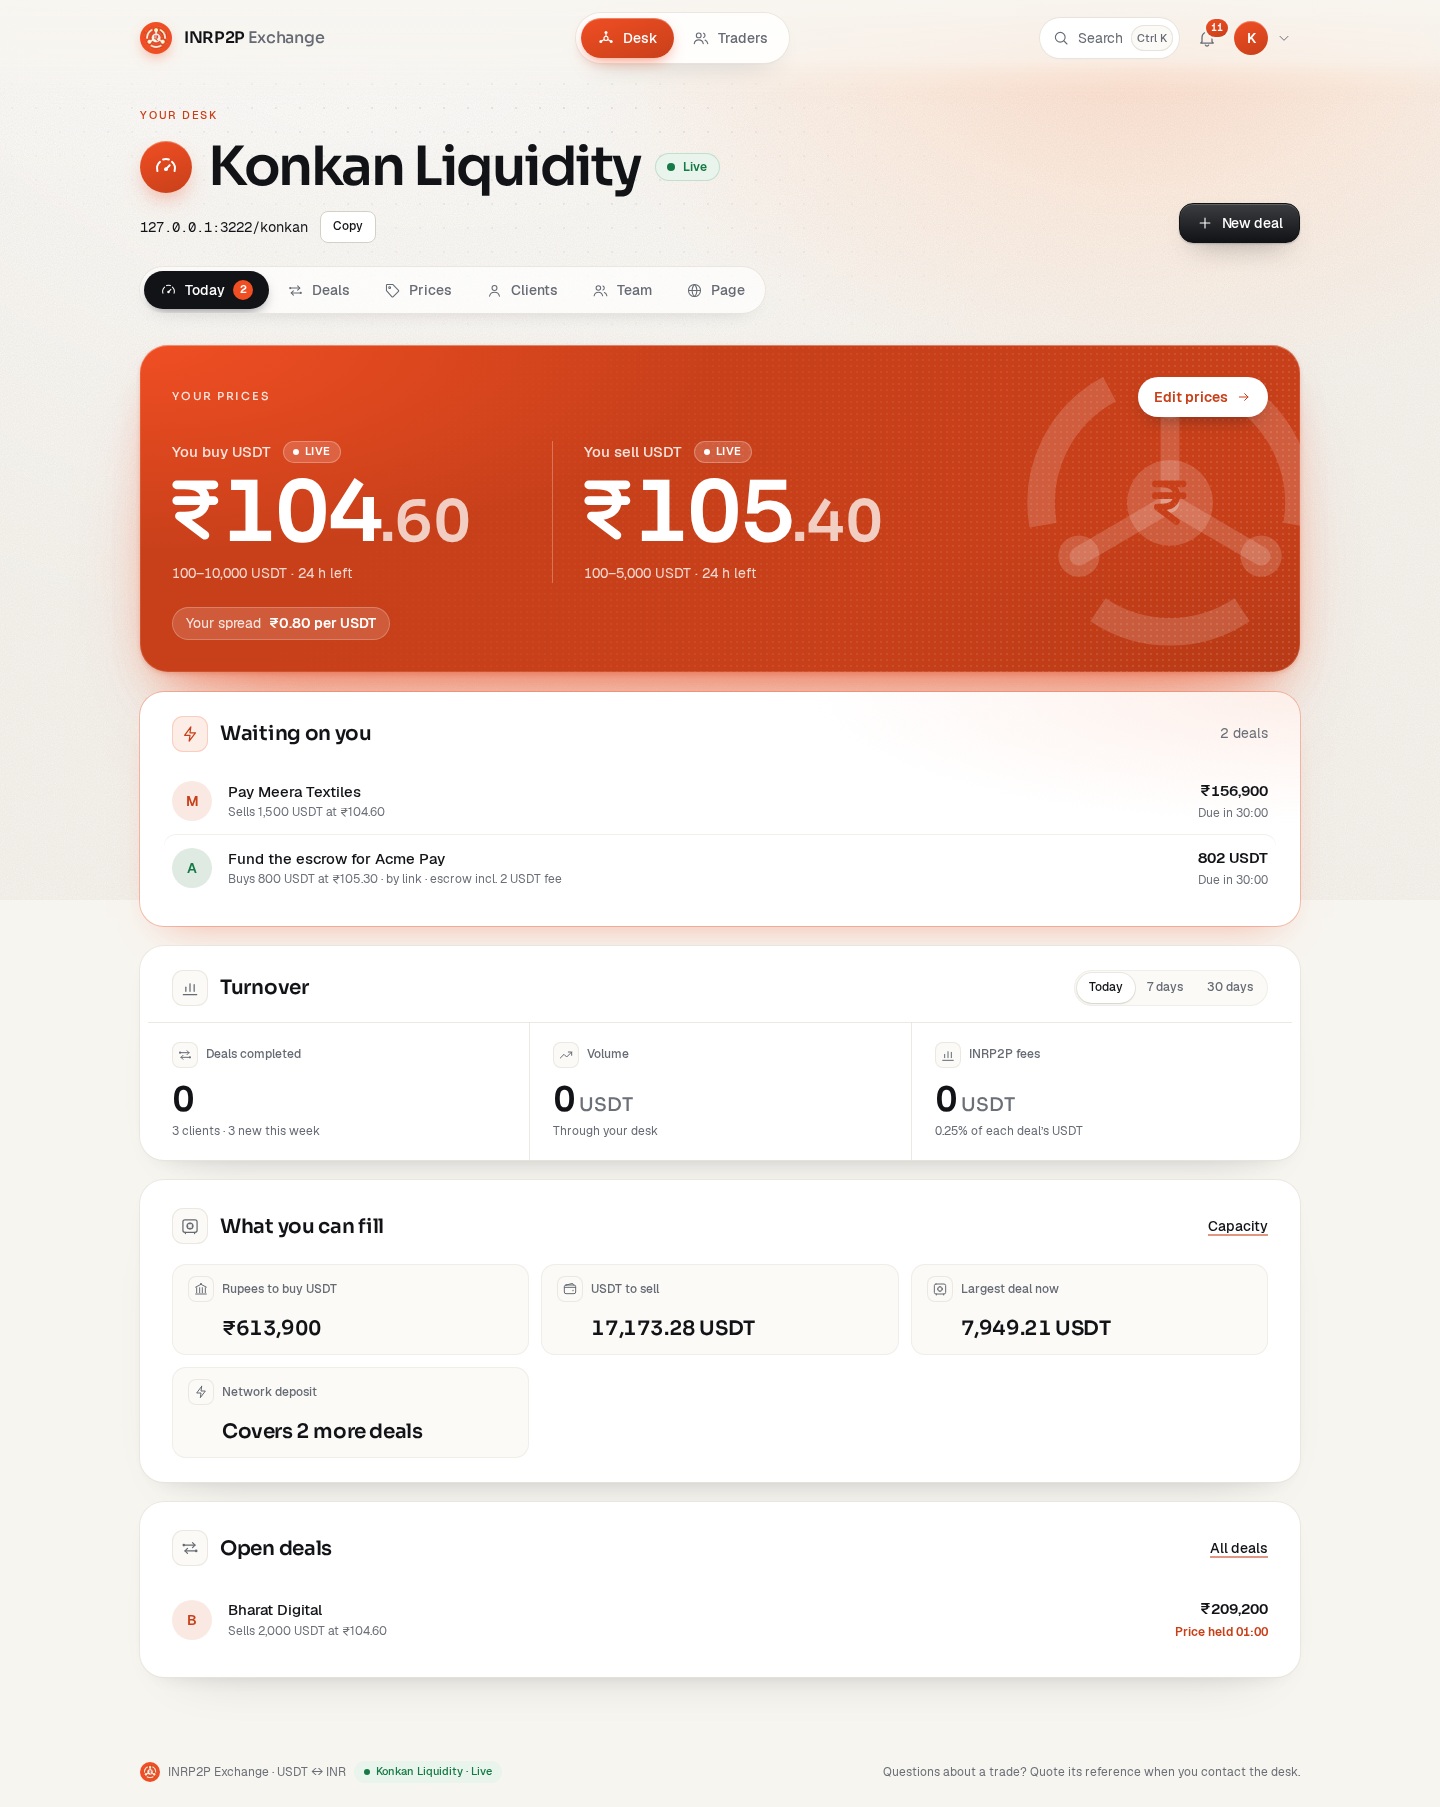 INRP2P Exchange
Desk
Traders
Search
Ctrl K
11
K
YOUR DESK
Konkan Liquidity
Live
127.0.0.1:3222/konkan
Copy
New deal
Today 2
Deals
Prices
Clients
Team
Page
YOUR PRICES
Edit prices
You buy USDT
LIVE
₹104.60
100–10,000 USDT · 24 h left
You sell USDT
LIVE
₹105.40
100–5,000 USDT · 24 h left
₹
Your spread ₹0.80 per USDT
Waiting on you
2 deals
M
Pay Meera Textiles
Sells 1,500 USDT at ₹104.60
₹156,900
Due in 30:00
A
Fund the escrow for Acme Pay
Buys 800 USDT at ₹105.30 · by link · escrow incl. 2 USDT fee
802 USDT
Due in 30:00
Turnover
Today
7 days
30 days
Deals completed
0
3 clients · 3 new this week
Volume
0 USDT
Through your desk
INRP2P fees
0 USDT
0.25% of each deal's USDT
What you can fill
Capacity
Rupees to buy USDT
₹613,900
USDT to sell
17,173.28 USDT
Largest deal now
7,949.21 USDT
Network deposit
Covers 2 more deals
Open deals
All deals
B
Bharat Digital
Sells 2,000 USDT at ₹104.60
₹209,200
Price held 01:00
INRP2P Exchange · USDT ↔ INR
Konkan Liquidity · Live
Questions about a trade? Quote its reference when you contact the desk.